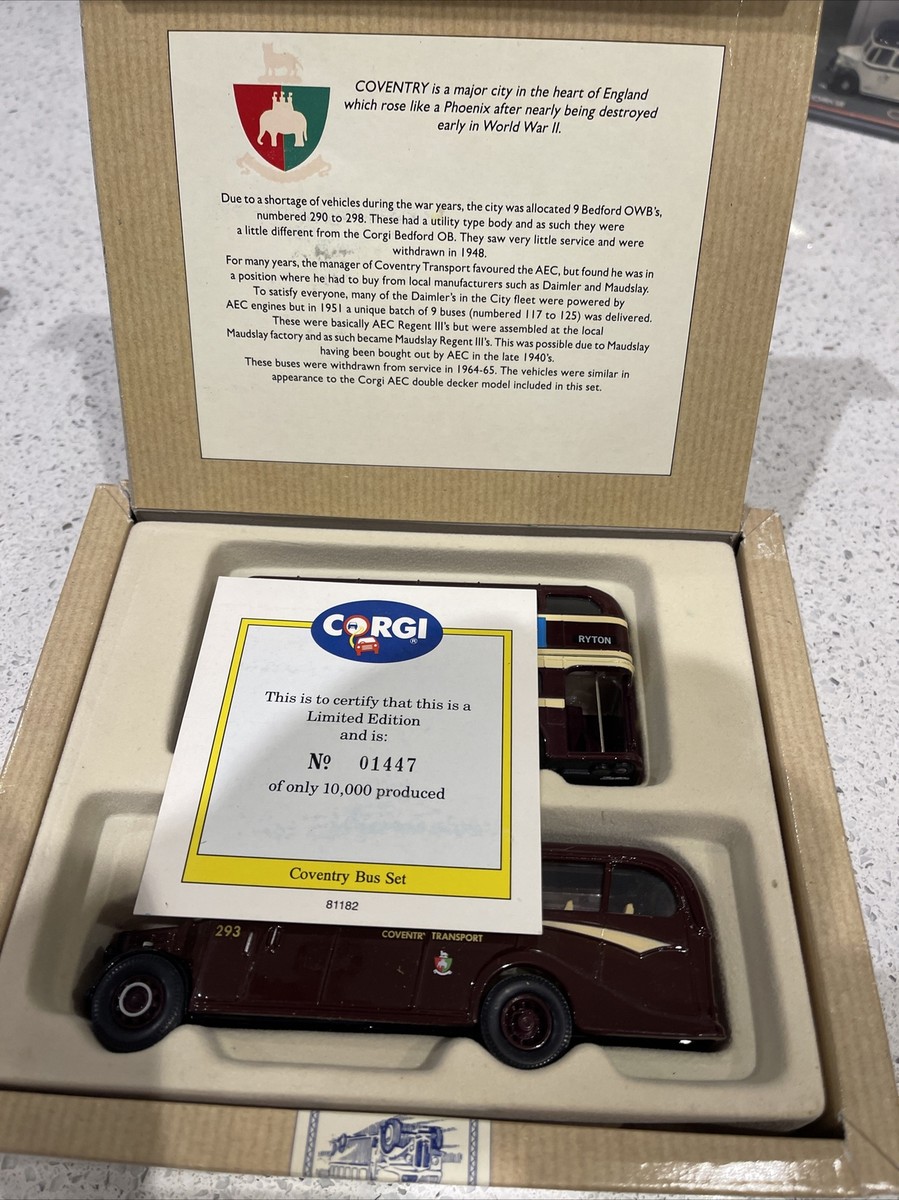 COVENTRY is a major city in the heart of England
which rose like a Phoenix after nearly being destroyed
early in World War II.
Due to a shortage of vehicles during the war years, the city was allocated 9 Bedford OWB's,
numbered 290 to 298. These had a utility type body and as such they were
a little different from the Corgi Bedford OB. They saw very little service and were
withdrawn in 1948.
For many years, the manager of Coventry Transport favoured the AEC, but found he was in
a position where he had to buy from local manufacturers such as Daimler and Maudslay.
To satisfy everyone, many of the Daimler's in the City fleet were powered by
AEC engines but in 1951 a unique batch of 9 buses (numbered 117 to 125) was delivered.
These were basically AEC Regent III's but were assembled at the local
Maudslay factory and as such became Maudslay Regent III's. This was possible due to Maudslay
having been bought out by AEC in the late 1940's.
These buses were withdrawn from service in 1964-65. The vehicles were similar in
appearance to the Corgi AEC double decker model included in this set.
RYTON
CORGI ®
This is to certify that this is a
Limited Edition
and is:
Nº 01447
of only 10,000 produced
Coventry Bus Set
81182
293
COVENTRY TRANSPORT